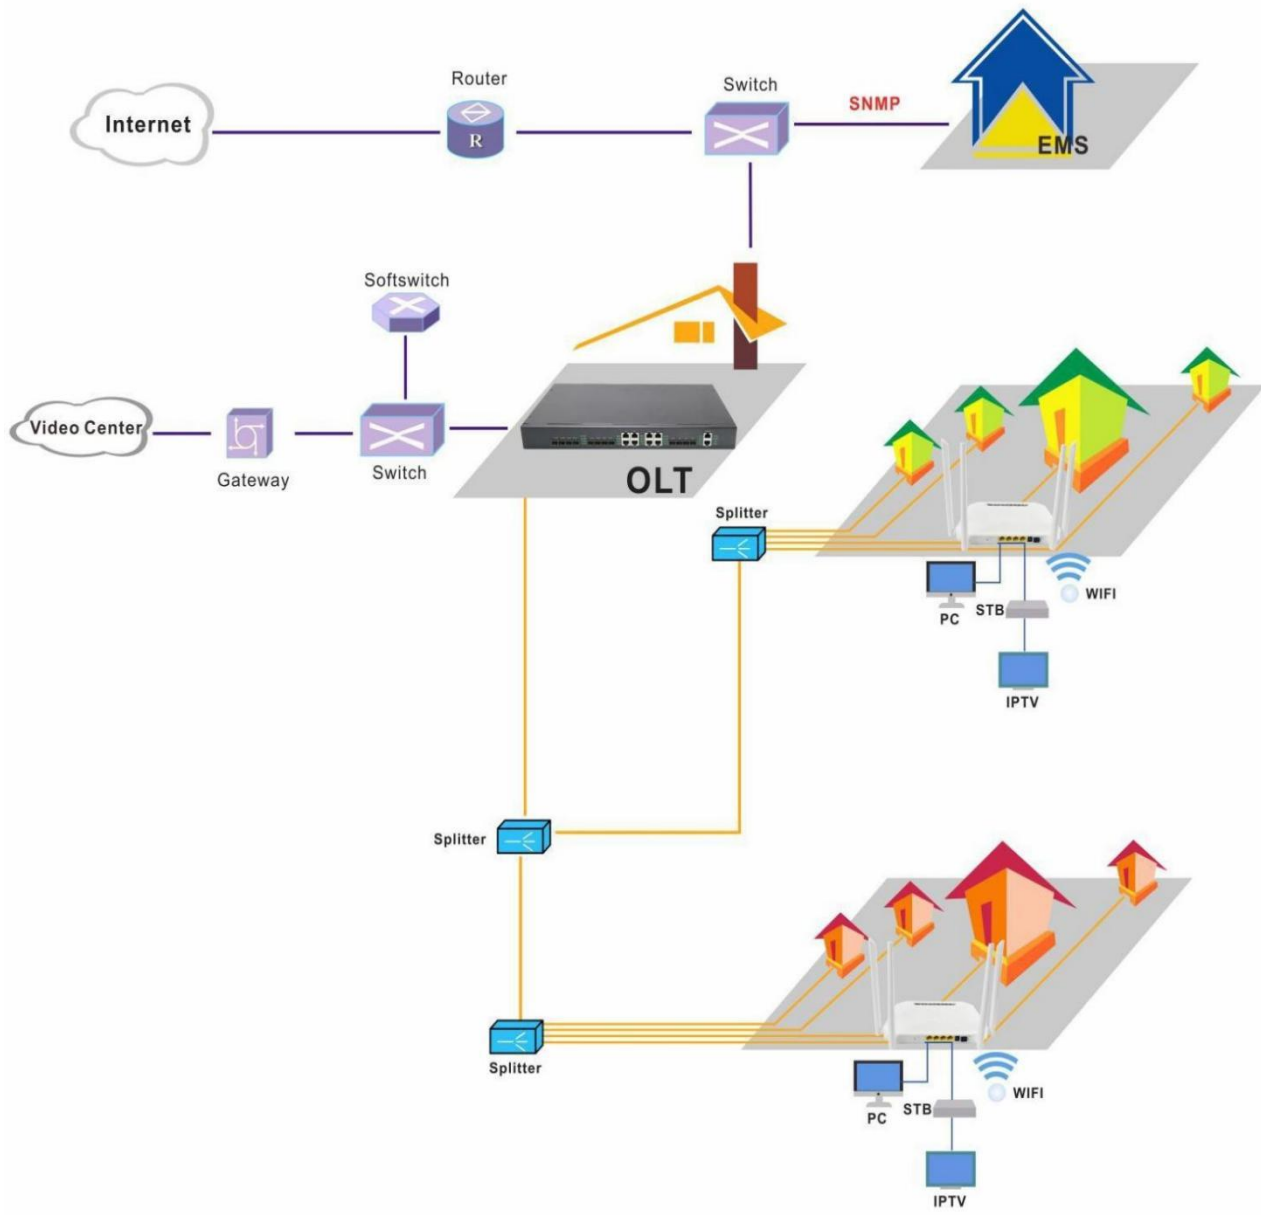 Router
Switch
Internet
R
SNMP
EMS
Softswitch
Video Center
Gateway
Switch
OLT
Splitter
PC
STB
WIFI
IPTV
Splitter
Splitter
PC
STB
WIFI
IPTV